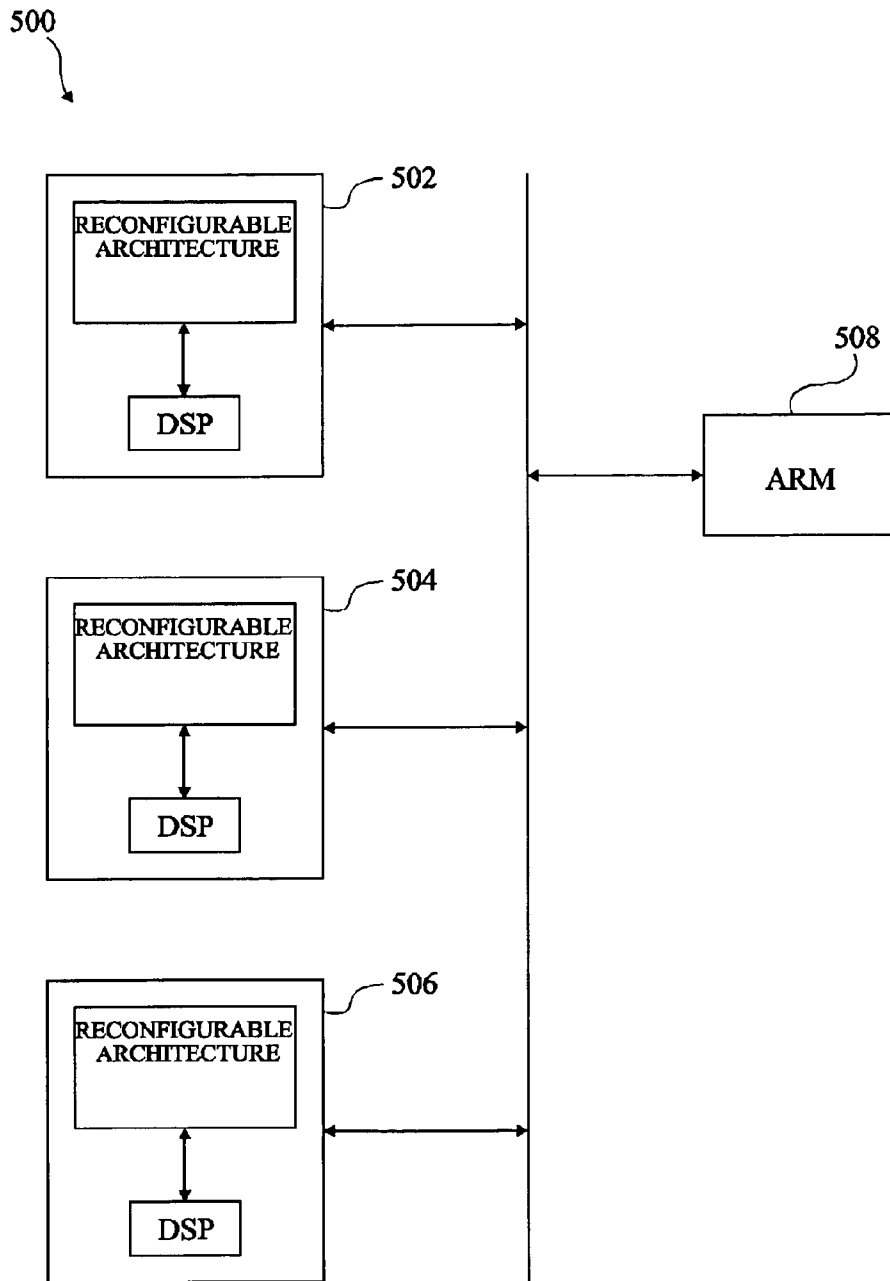 500
502
RECONFIGURABLE
ARCHITECTURE
DSP
508
ARM
504
RECONFIGURABLE
ARCHITECTURE
DSP
506
RECONFIGURABLE
ARCHITECTURE
DSP